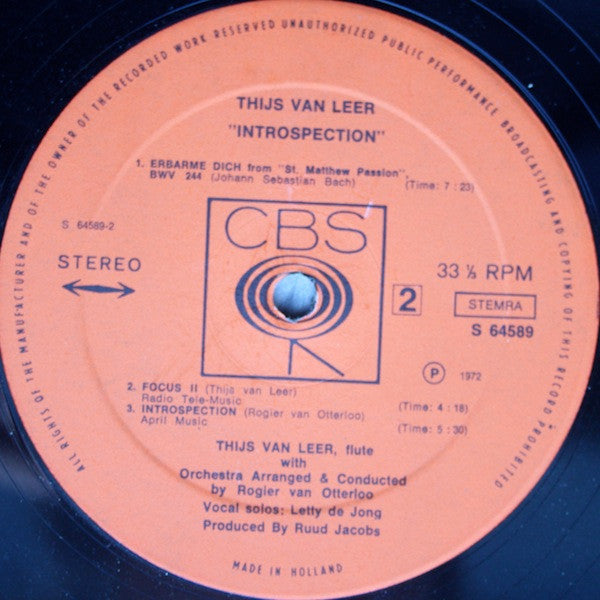 ALL RIGHTS OF THE MANUFACTURER AND OF THE OWNER OF THE RECORDED WORK RESERVED UNAUTHORIZED PUBLIC PERFORMANCE, BROADCASTING AND COPYING OF THIS RECORD PROHIBITED
THIJS VAN LEER
"INTROSPECTION"
1. ERBARME DICH from "St. Matthew Passion",
BWV 244 (Johann Sebastian Bach) (Time: 7 : 23)
S 64589-2
CBS
STEREO
33 ⅓ RPM
2
STEMRA
S 64589
P 1972
2. FOCUS II (Thijs van Leer)
Radio Tele-Music (Time: 4 : 18)
3. INTROSPECTION (Rogier van Otterloo)
April Music (Time: 5 : 30)
THIJS VAN LEER, flute
with
Orchestra Arranged & Conducted
by Rogier van Otterloo
Vocal solos: Letty de Jong
Produced By Ruud Jacobs
MADE IN HOLLAND